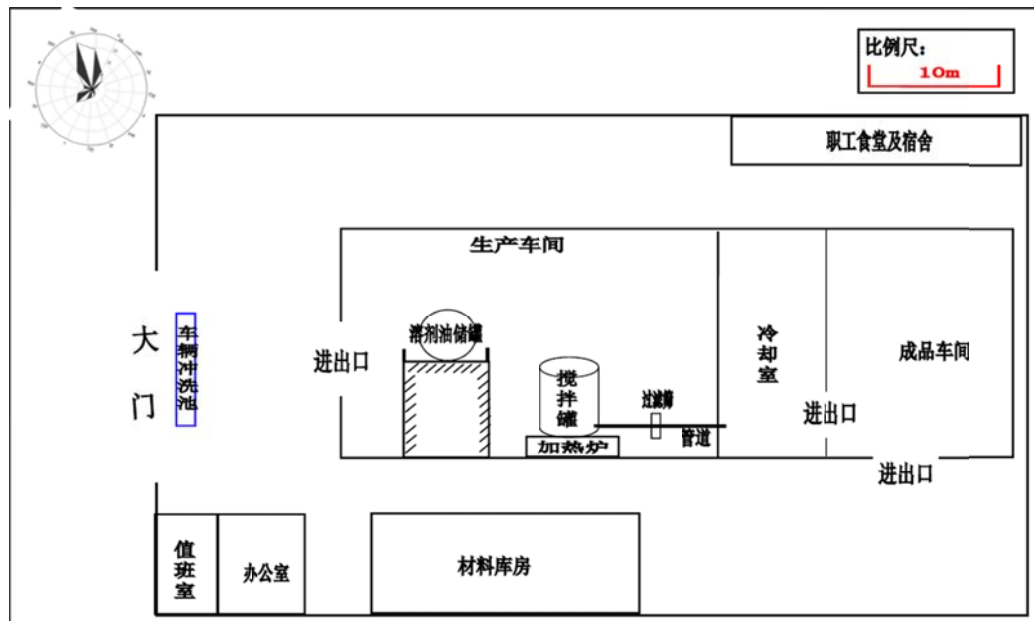 比例尺：
10m
职工食堂及宿舍
生产车间
溶剂油储罐
进出口
搅拌罐
加热炉
过滤筛
管道
冷却室
进出口
成品车间
进出口
大门
车辆冲洗池
值班室
办公室
材料库房